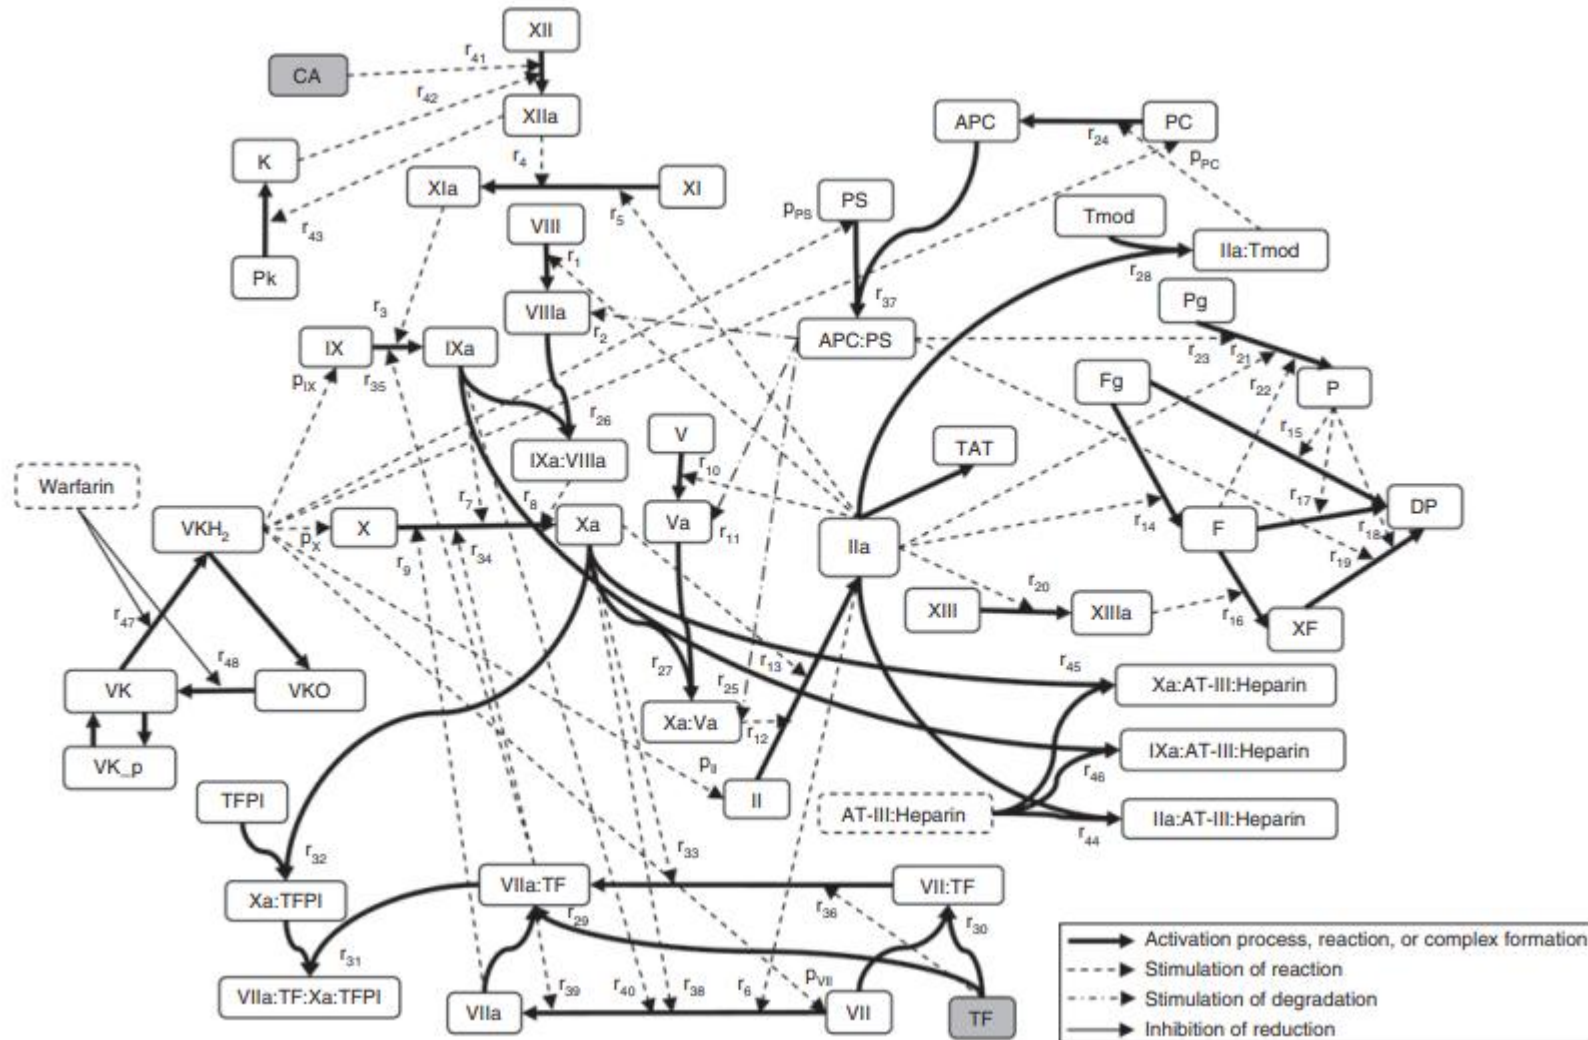 XII
CA
r41
r42
XIIa
APC
PC
r24
pPC
K
r4
XIa
XI
PS
pPS
Tmod
r43
r5
VIII
r1
IIa:Tmod
r28
Pk
Pg
r37
r3
VIIIa
r2
APC:PS
r23
r21
IX
IXa
Fg
r22
P
pIX
r35
r26
V
r15
TAT
IXa:VIIIa
r10
Warfarin
r7
r8
r17
DP
VKH2
pX
X
Xa
Va
r11
IIa
r14
F
r18
r9
r34
r19
r20
XIII
XIIIa
r16
XF
r47
r48
r27
r13
r45
VK
VKO
r25
Xa:AT-III:Heparin
Xa:Va
r12
IXa:AT-III:Heparin
VK_p
pII
r46
TFPI
II
AT-III:Heparin
IIa:AT-III:Heparin
r44
r32
r33
VIIa:TF
VII:TF
Xa:TFPI
r36
r29
r30
r31
VIIa:TF:Xa:TFPI
r39
r40
r38
r6
pVII
VIIa
VII
TF
Activation process, reaction, or complex formation
Stimulation of reaction
Stimulation of degradation
Inhibition of reduction